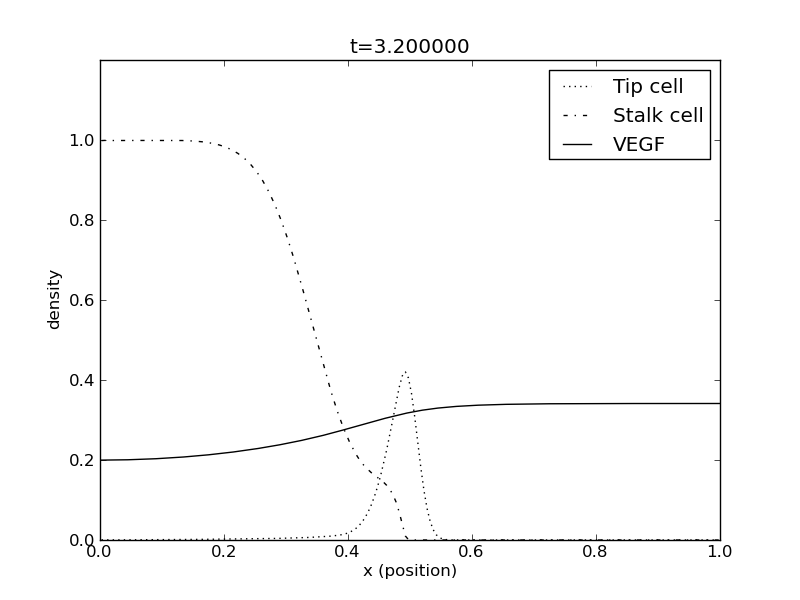 t=3.200000
Tip cell
Stalk cell
VEGF
density
1.0
0.8
0.6
0.4
0.2
0.0
0.0 0.2 0.4 0.6 0.8 1.0
x (position)